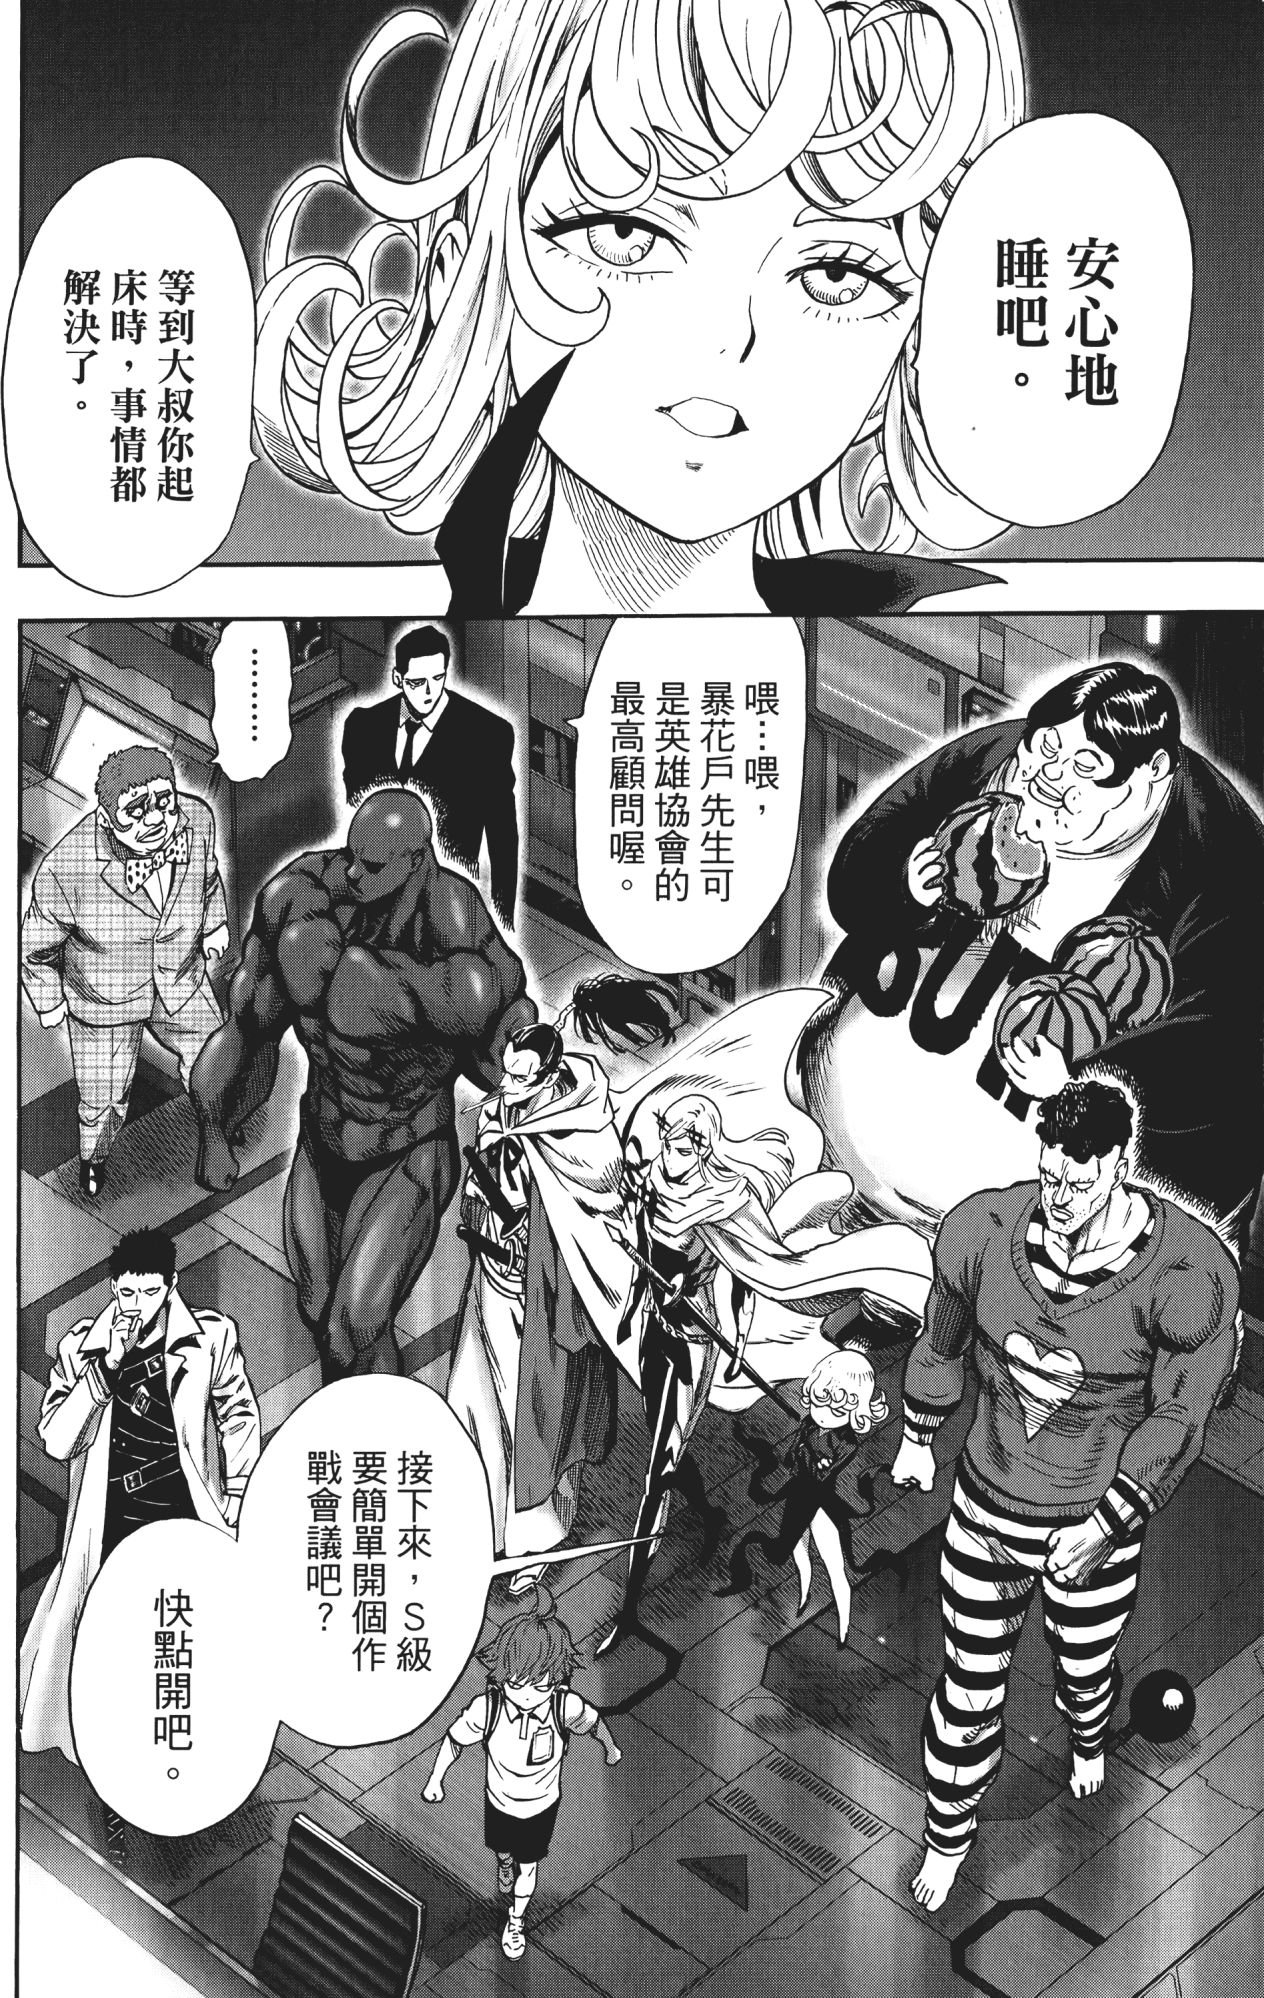 安心地
睡吧。
等到大叔你起
床時，事情都
解決了。
喂…喂，
暴花戶先生可
是英雄協會的
最高顧問喔。
………
接下來，S級
要簡單開個作
戰會議吧？
快點開吧。